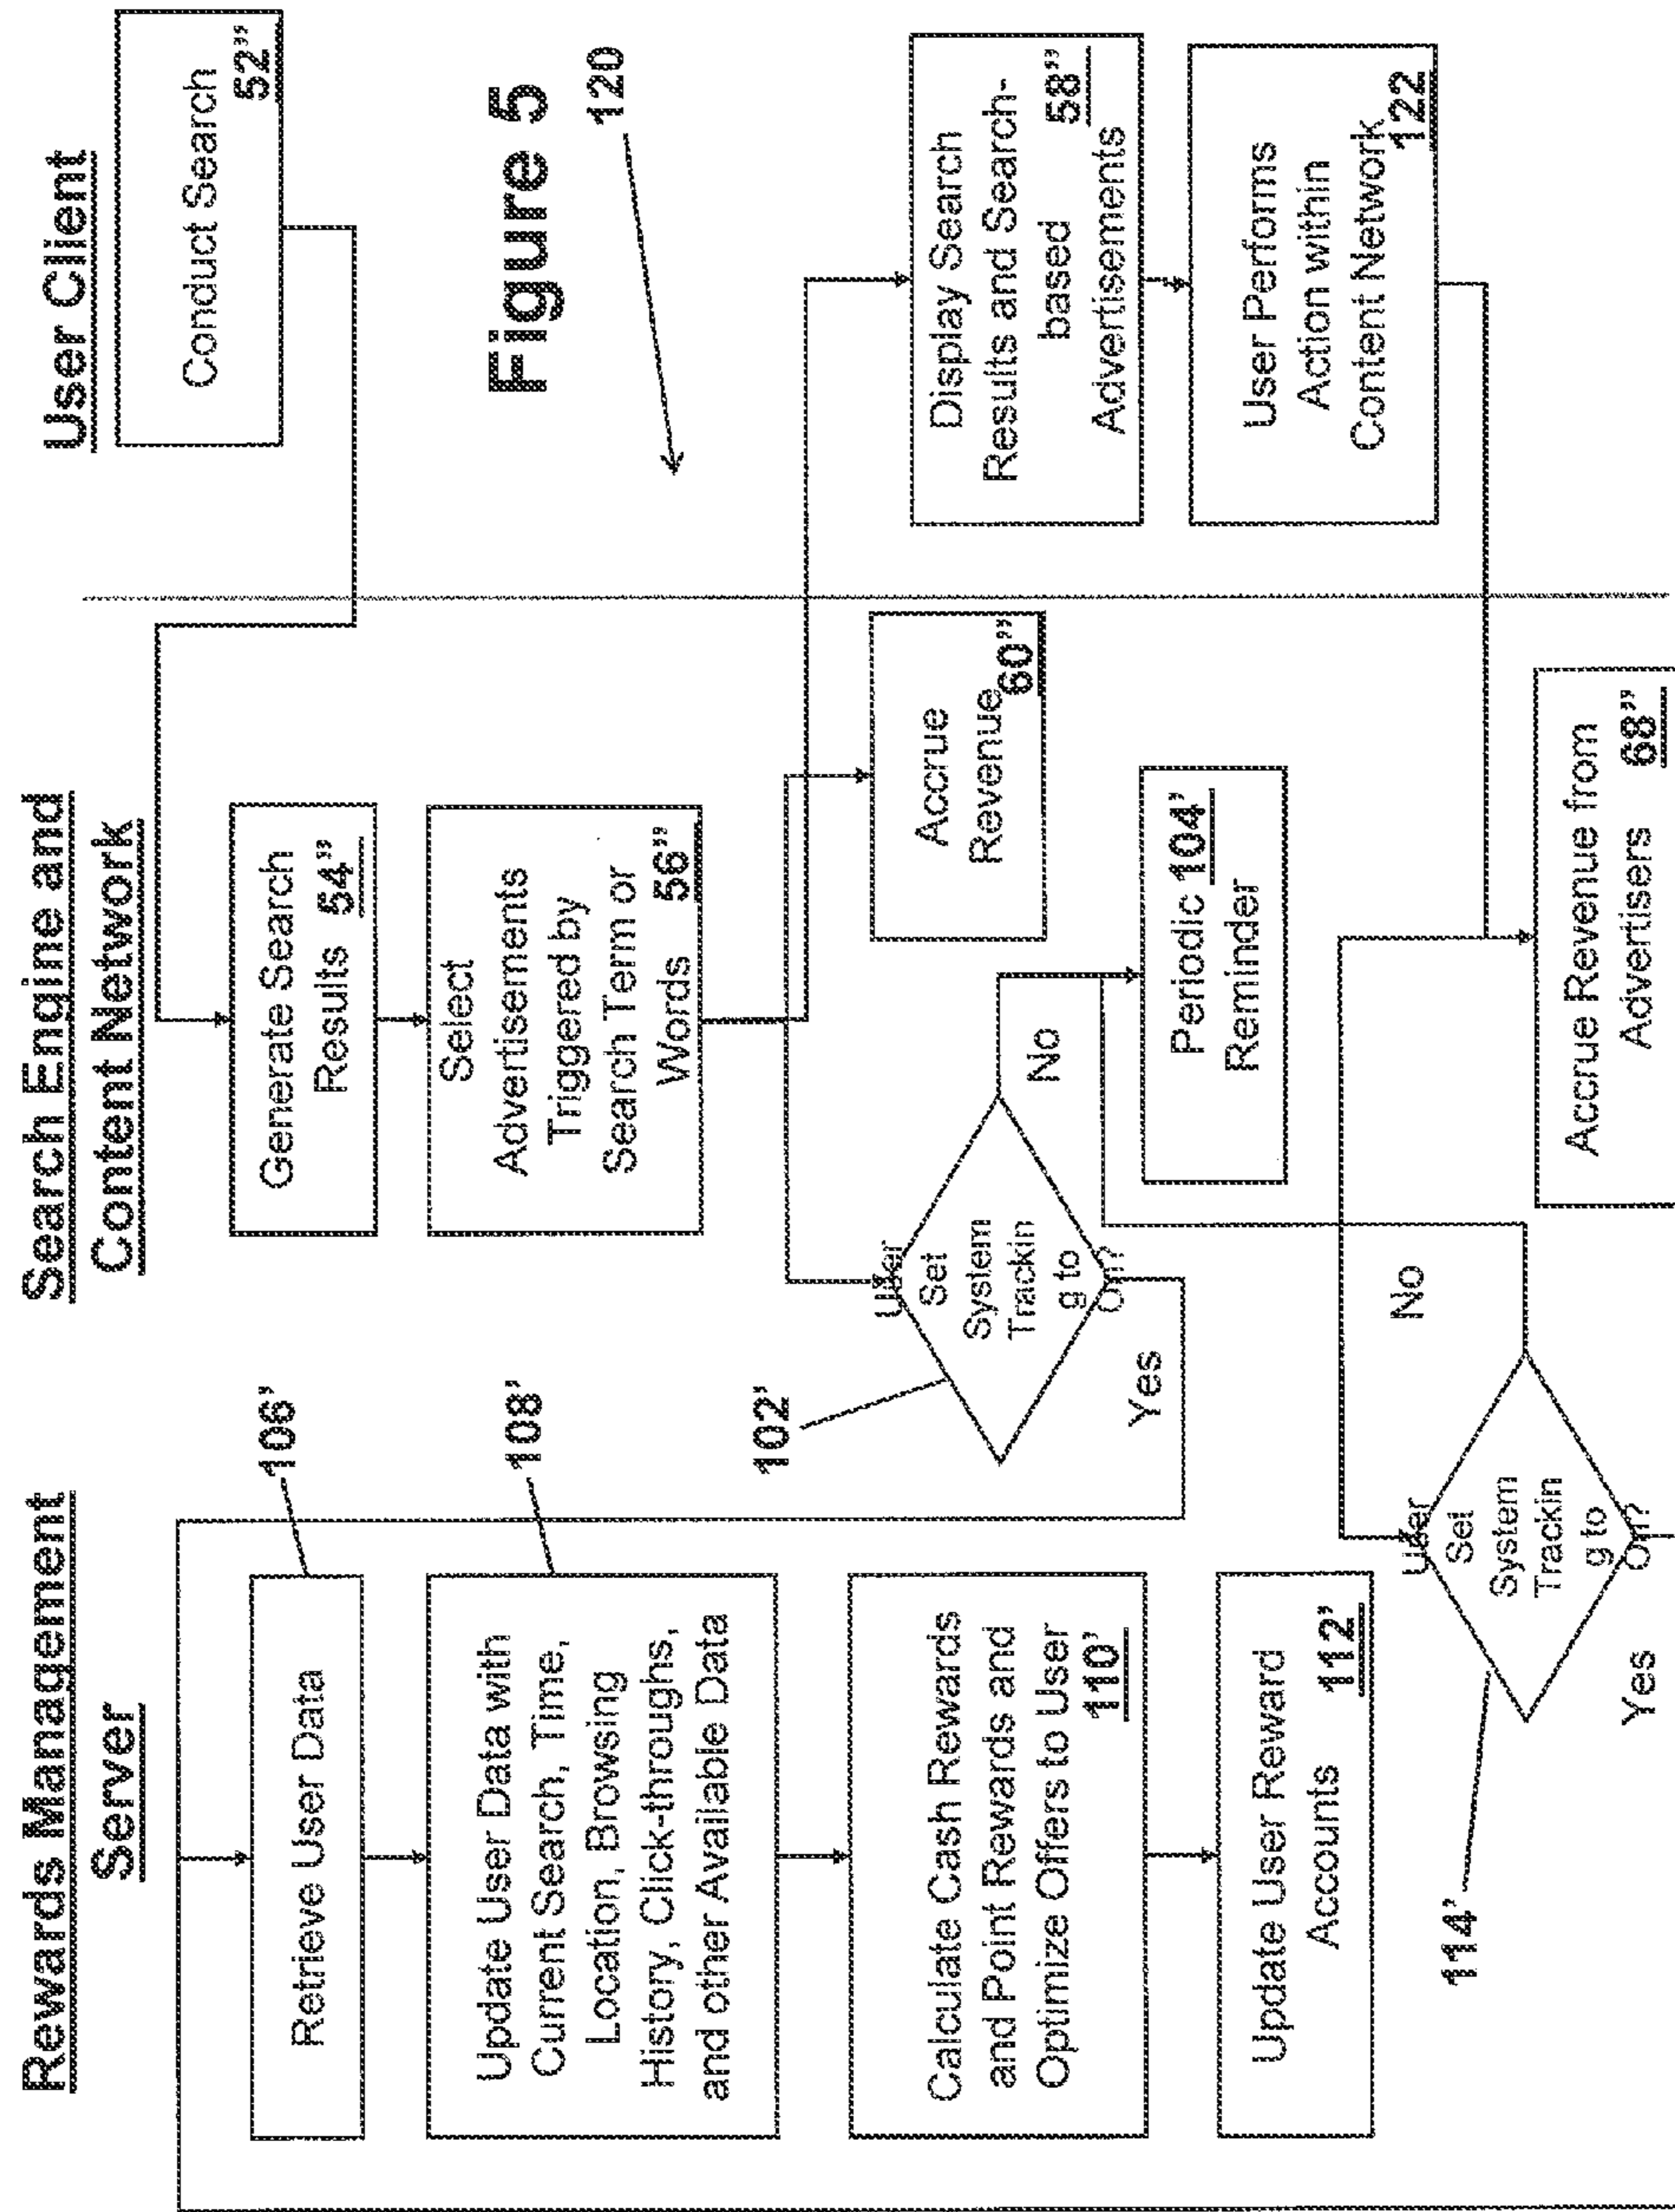 Rewards Management
Server
Search Engine and
Content Network
User Client
Conduct Search
52”
Figure 5
120
Generate Search
Results 54”
Select
Advertisements
Triggered by
Search Term or
Words 56”
106’
Retrieve User Data
108’
Update User Data with
Current Search, Time,
Location, Browsing
History, Click-throughs,
and other Available Data
102’
User
Set
System
Trackin
g to
On?
Yes
No
Accrue
Revenue
60”
Display Search
Results and Search-
based 58”
Advertisements
Calculate Cash Rewards
and Point Rewards and
Optimize Offers to User
110’
Periodic 104’
Reminder
User Performs
Action within
Content Network
122
Update User Reward
Accounts 112’
114’
User
Set
System
Trackin
g to
On?
Yes
No
Accrue Revenue from
Advertisers 68”